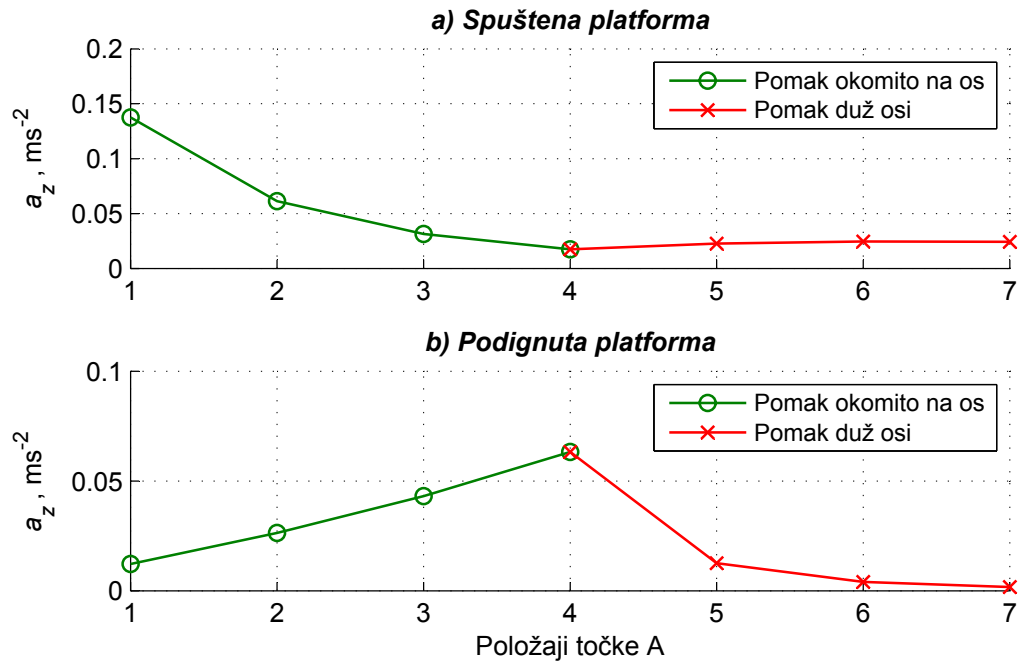 a) Spuštena platforma
0.2
0.15
0.1
0.05
0
a_z , ms⁻²
Pomak okomito na os
Pomak duž osi
1 2 3 4 5 6 7
b) Podignuta platforma
0.1
0.05
0
a_z , ms⁻²
Pomak okomito na os
Pomak duž osi
1 2 3 4 5 6 7
Položaji točke A